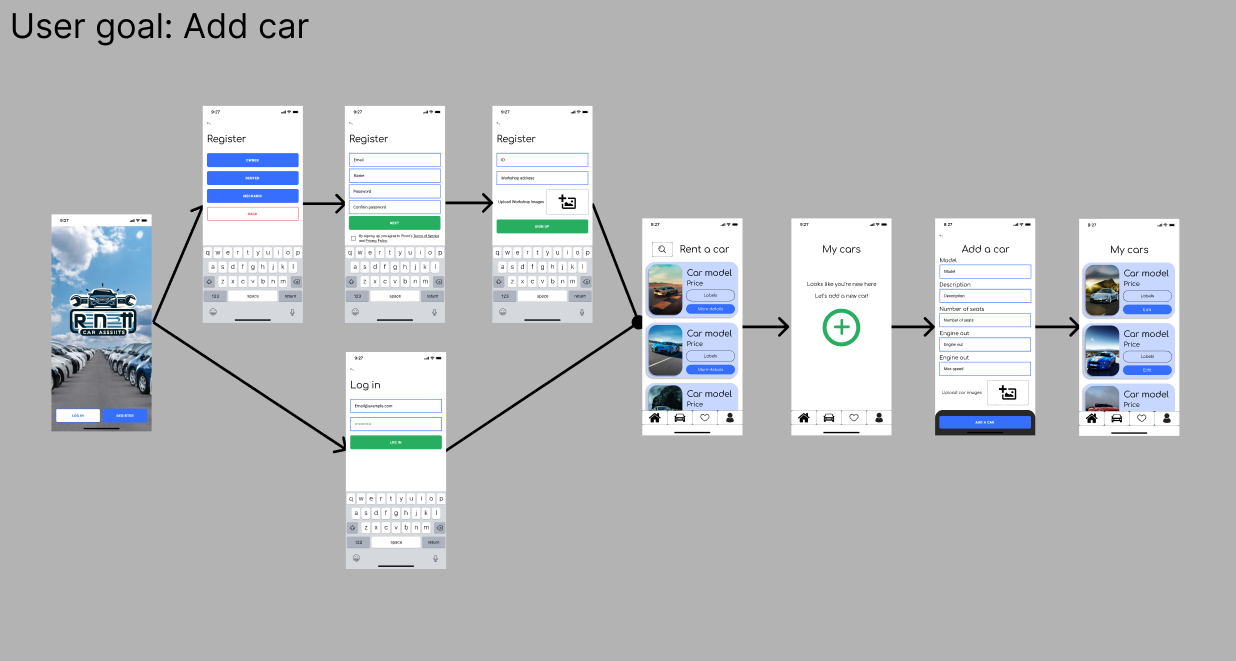 User goal: Add car
9:27
RENT
CAR ASSISTS
LOG IN
REGISTER
9:27
Register
OWNER
RENTER
MECHANIC
BACK
q w e r t y u i o p
a s d f g h j k l
z x c v b n m
123 space return
9:27
Register
Email
Name
Password
Confirm password
NEXT
By signing up, you agree to Photo's Terms of Service
and Privacy Policy.
q w e r t y u i o p
a s d f g h j k l
z x c v b n m
123 space return
9:27
Register
ID
Workshop address
Upload Workshop Images
SIGN UP
q w e r t y u i o p
a s d f g h j k l
z x c v b n m
123 space return
9:27
Log in
Email@example.com
LOG IN
q w e r t y u i o p
a s d f g h j k l
z x c v b n m
123 space return
9:27
Rent a car
Car model
Price
Labels
More details
Car model
Price
Labels
More details
Car model
Price
9:27
My cars
Looks like you're new here
Let's add a new car!
9:27
Add a car
Model
Model
Description
Description
Number of seats
Number of seats
Engine out
Engine out
Engine out
Max speed
Upload car images
ADD A CAR
9:27
My cars
Car model
Price
Labels
Edit
Car model
Price
Labels
Edit
Car model
Price